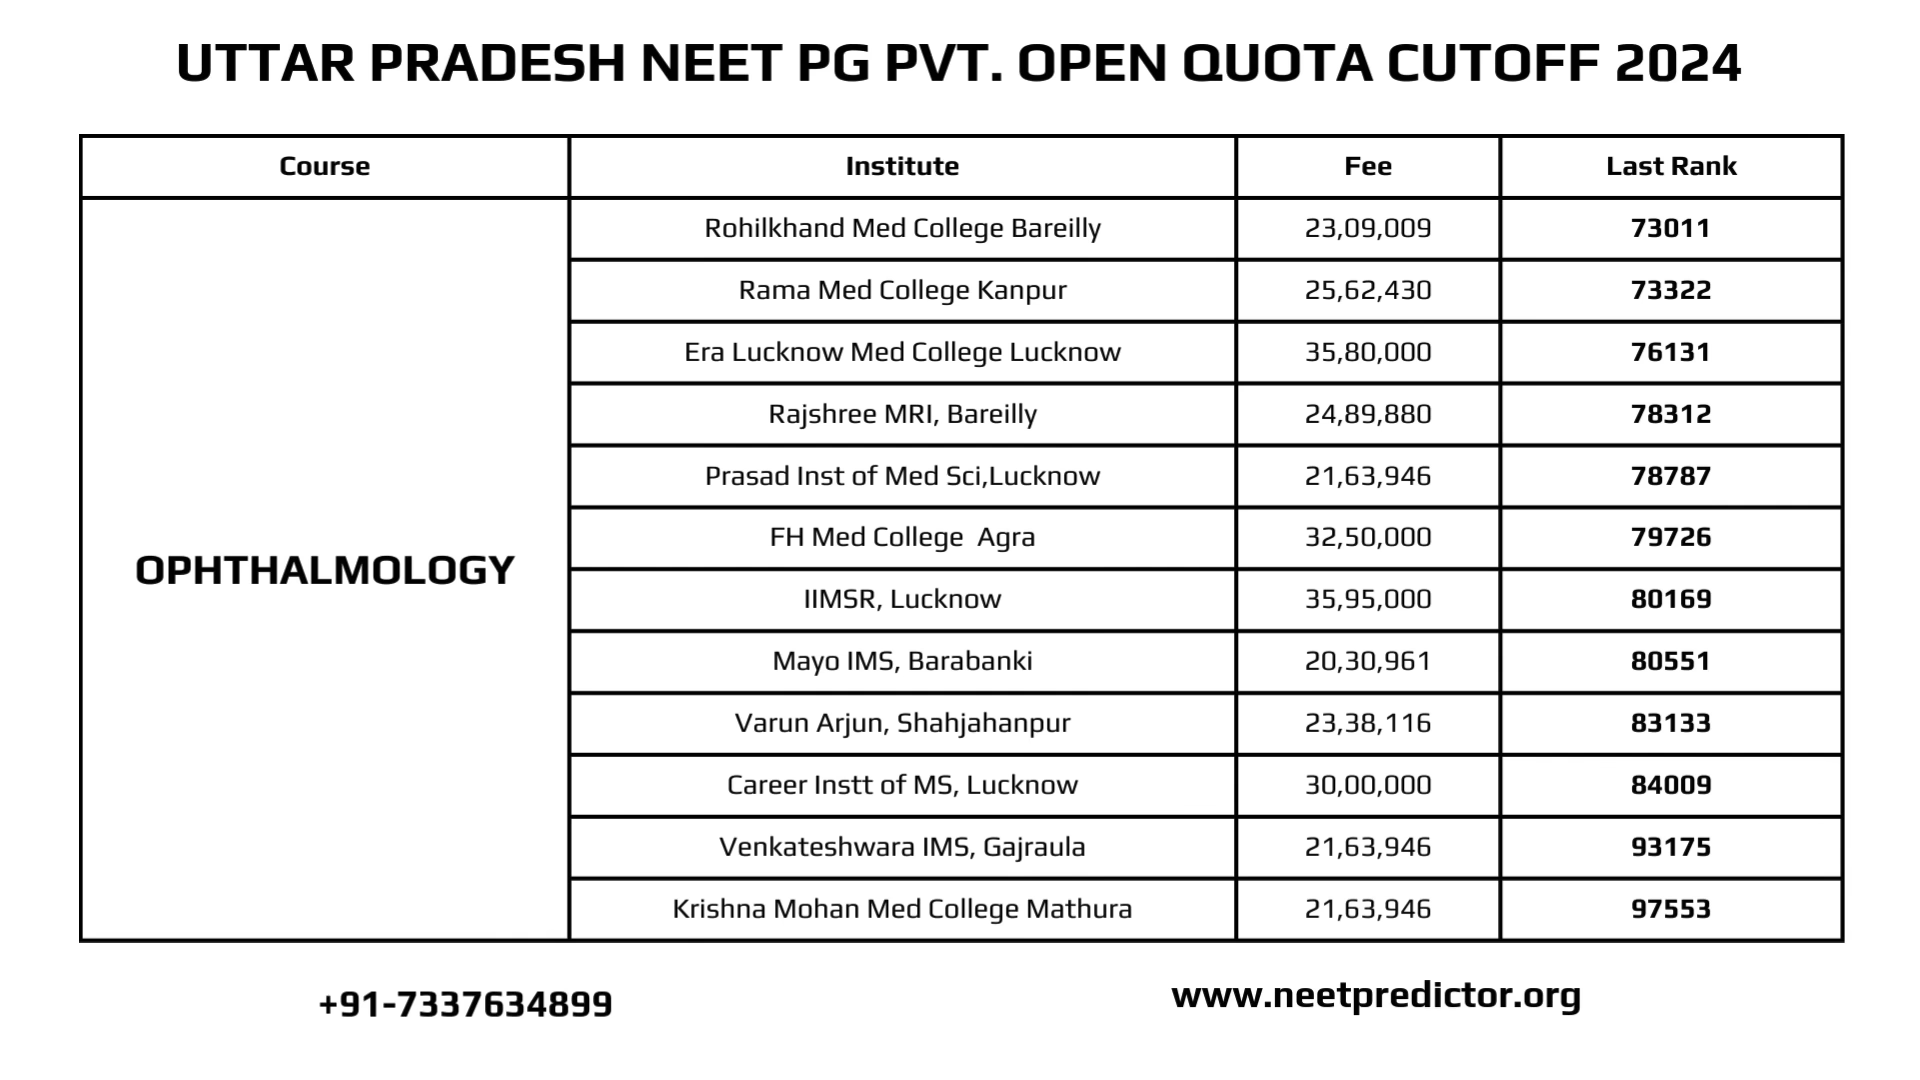 UTTAR PRADESH NEET PG PVT. OPEN QUOTA CUTOFF 2024
Course Institute Fee Last Rank
OPHTHALMOLOGY
Rohilkhand Med College Bareilly 23,09,009 73011
Rama Med College Kanpur 25,62,430 73322
Era Lucknow Med College Lucknow 35,80,000 76131
Rajshree MRI, Bareilly 24,89,880 78312
Prasad Inst of Med Sci,Lucknow 21,63,946 78787
FH Med College  Agra 32,50,000 79726
IIMSR, Lucknow 35,95,000 80169
Mayo IMS, Barabanki 20,30,961 80551
Varun Arjun, Shahjahanpur 23,38,116 83133
Career Instt of MS, Lucknow 30,00,000 84009
Venkateshwara IMS, Gajraula 21,63,946 93175
Krishna Mohan Med College Mathura 21,63,946 97553
+91-7337634899
www.neetpredictor.org